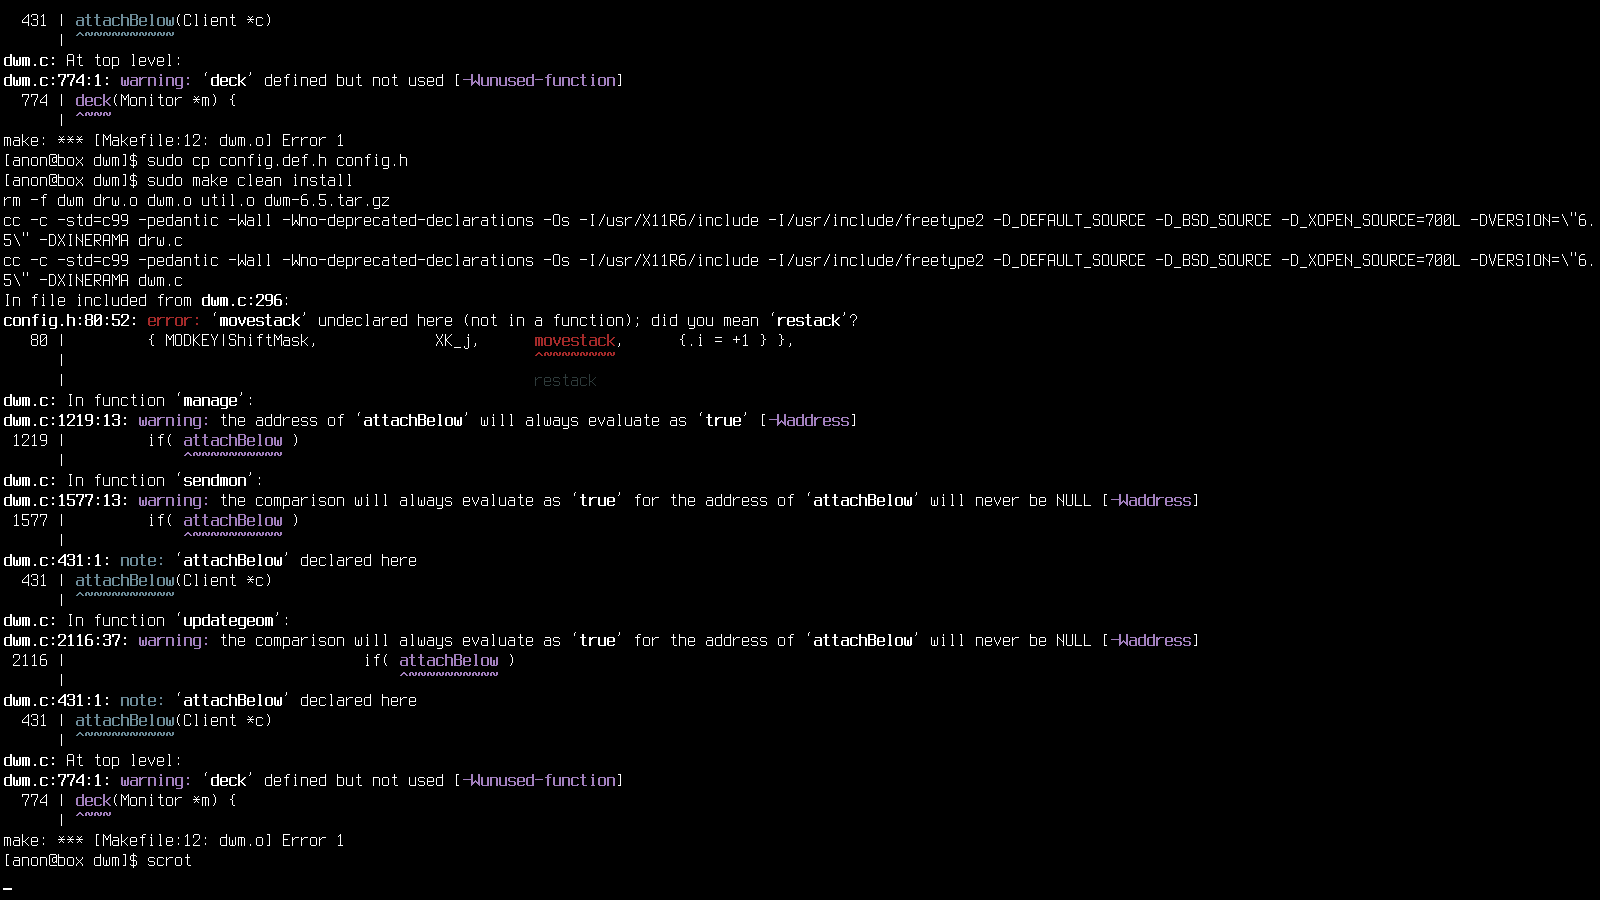 431 | attachBelow(Client *c)
      | ^~~~~~~~~~~
dwm.c: At top level:
dwm.c:774:1: warning: ‘deck’ defined but not used [-Wunused-function]
  774 | deck(Monitor *m) {
      | ^~~~
make: *** [Makefile:12: dwm.o] Error 1
[anon@box dwm]$ sudo cp config.def.h config.h
[anon@box dwm]$ sudo make clean install
rm -f dwm drw.o dwm.o util.o dwm-6.5.tar.gz
cc -c -std=c99 -pedantic -Wall -Wno-deprecated-declarations -Os -I/usr/X11R6/include -I/usr/include/freetype2 -D_DEFAULT_SOURCE -D_BSD_SOURCE -D_XOPEN_SOURCE=700L -DVERSION=\"6.
5\" -DXINERAMA drw.c
cc -c -std=c99 -pedantic -Wall -Wno-deprecated-declarations -Os -I/usr/X11R6/include -I/usr/include/freetype2 -D_DEFAULT_SOURCE -D_BSD_SOURCE -D_XOPEN_SOURCE=700L -DVERSION=\"6.
5\" -DXINERAMA dwm.c
In file included from dwm.c:296:
config.h:80:52: error: ‘movestack’ undeclared here (not in a function); did you mean ‘restack’?
   80 |         { MODKEY|ShiftMask,             XK_j,      movestack,      {.i = +1 } },
      |                                                    ^~~~~~~~~
      |                                                    restack
dwm.c: In function ‘manage’:
dwm.c:1219:13: warning: the address of ‘attachBelow’ will always evaluate as ‘true’ [-Waddress]
 1219 |         if( attachBelow )
      |             ^~~~~~~~~~~
dwm.c: In function ‘sendmon’:
dwm.c:1577:13: warning: the comparison will always evaluate as ‘true’ for the address of ‘attachBelow’ will never be NULL [-Waddress]
 1577 |         if( attachBelow )
      |             ^~~~~~~~~~~
dwm.c:431:1: note: ‘attachBelow’ declared here
  431 | attachBelow(Client *c)
      | ^~~~~~~~~~~
dwm.c: In function ‘updategeom’:
dwm.c:2116:37: warning: the comparison will always evaluate as ‘true’ for the address of ‘attachBelow’ will never be NULL [-Waddress]
 2116 |                                 if( attachBelow )
      |                                     ^~~~~~~~~~~
dwm.c:431:1: note: ‘attachBelow’ declared here
  431 | attachBelow(Client *c)
      | ^~~~~~~~~~~
dwm.c: At top level:
dwm.c:774:1: warning: ‘deck’ defined but not used [-Wunused-function]
  774 | deck(Monitor *m) {
      | ^~~~
make: *** [Makefile:12: dwm.o] Error 1
[anon@box dwm]$ scrot